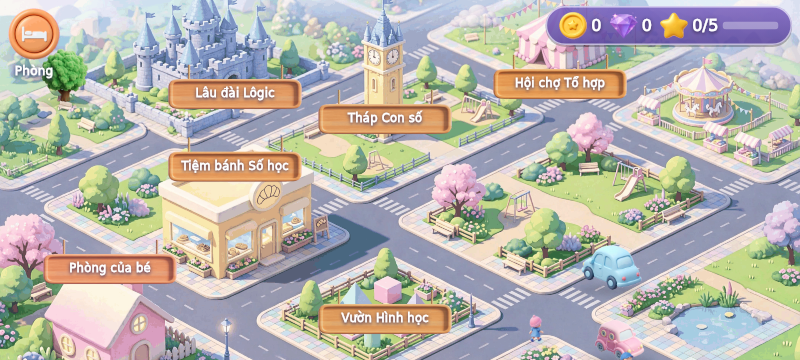 0
0
0/5
Phòng
Lâu đài Lôgic
Hội chợ Tổ hợp
Tháp Con số
Tiệm bánh Số học
Phòng của bé
Vườn Hình học